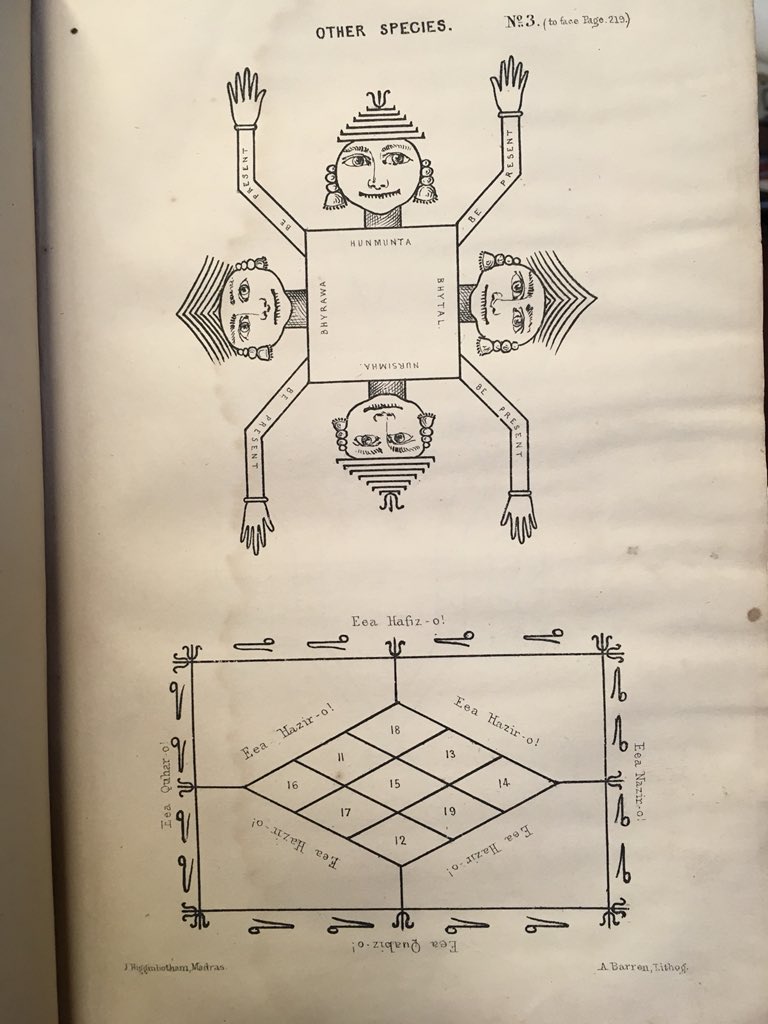 OTHER SPECIES.
No. 3. (to face Page. 219.)
BE PRESENT
BE PRESENT
HUNMUNTA
BHYRAWA
BHYTAL.
NURSIMHA.
BE PRESENT
BE PRESENT
Eea Hafiz-o!
Eea Hazir-o!
Eea Hazir-o!
18
11 13
16 15 14
17 19
12
Eea Quhar-o!
Eea Nazir-o!
Eea Hazir-o!
Eea Hazir-o!
Eea Quabiz-o!
J. Higginbotham, Madras.
A. Barren, Lithog.